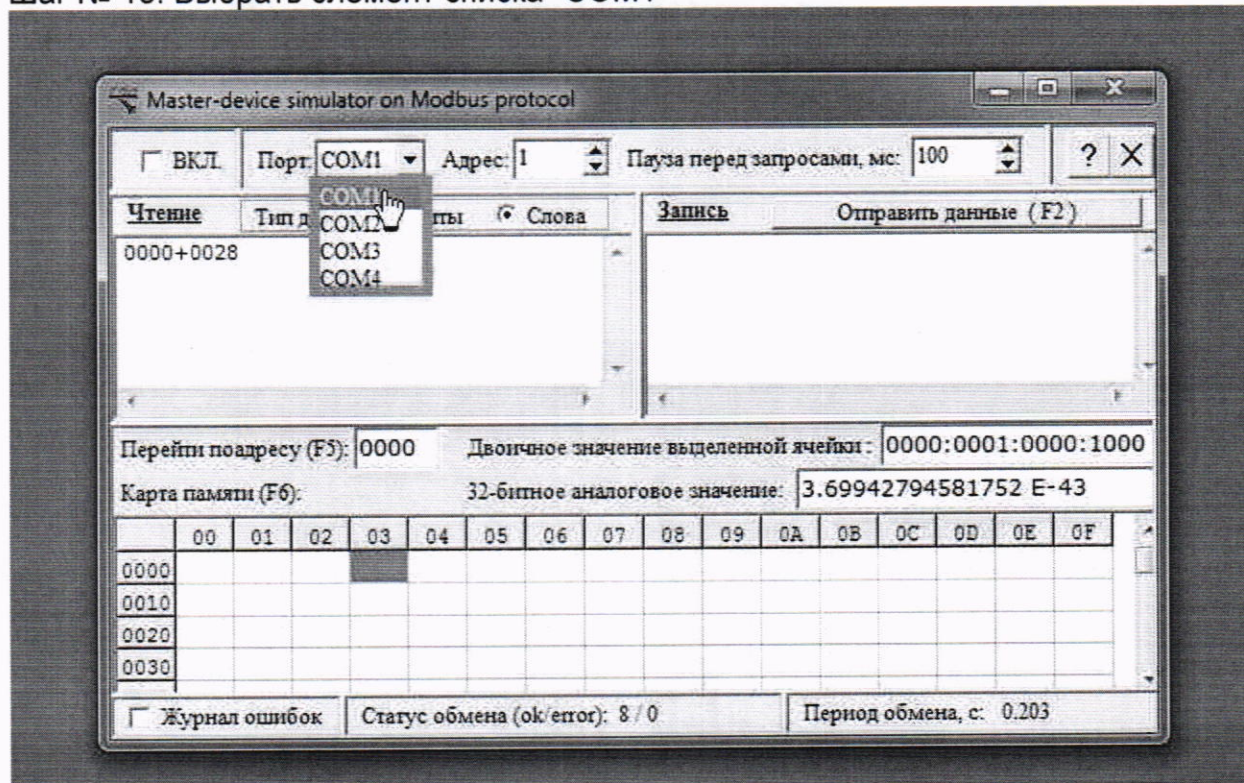 Master-device simulator on Modbus protocol
ВКЛ. Порт: COM1 Адрес: 1 Пауза перед запросами, мс: 100 ? X
COM1
COM2
COM3
COM4
Чтение Тип Слова Запись Отправить данные (F2)
0000+0028
Перейти поадресу (F5): 0000 Двоичное значение выделенной ячейки: 0000:0001:0000:1000
Карта памяти (F6): 32-битное аналоговое значение: 3.69942794581752 E-43
00 01 02 03 04 05 06 07 08 09 0A 0B 0C 0D 0E 0F
0000
0010
0020
0030
Журнал ошибок Статус обмена (ok/error): 8 / 0 Период обмена, с: 0.203